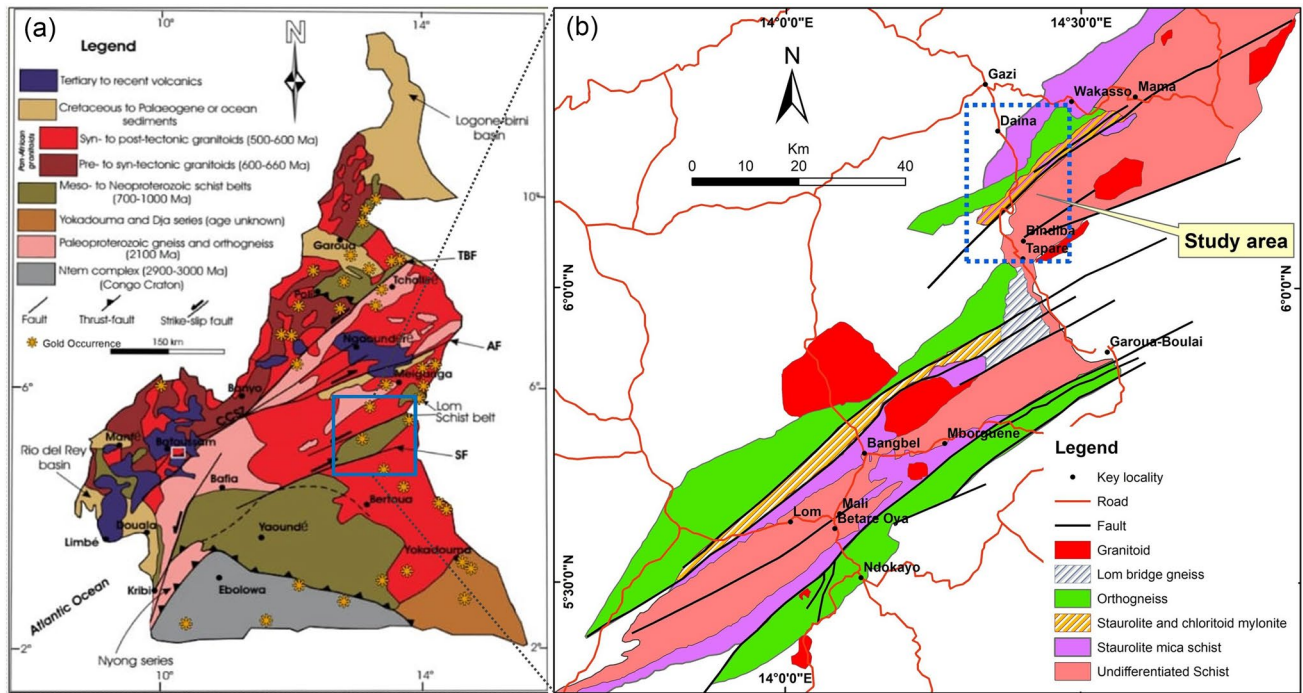 (a)
Legend
Tertiary to recent volcanics
Cretaceous to Palaeogene or ocean
sediments
Pan-African
granitoids
Syn- to post-tectonic granitoids (500-600 Ma)
Pre- to syn-tectonic granitoids (600-660 Ma)
Meso- to Neoproterozoic schist belts
(700-1000 Ma)
Yokadouma and Dja series (age unknown)
Paleoproterozoic gneiss and orthogneiss
(2100 Ma)
Ntem complex (2900-3000 Ma)
(Congo Craton)
Fault
Thrust-fault
Strike-slip fault
Gold Occurrence
150 km
N
10°
14°
10°
6°
6°
2°
2°
10°
14°
Logone-birni
basin
Garoua
TBF
Tchalliré
Poli
Ngaoundéré
AF
Meiganga
Banyo
CCSZ
Lom
Schist belt
Mamfé
Bafoussam
Rio del Rey
basin
SF
Bafia
Bertoua
Douala
Yaoundé
Limbé
Yokadouma
Kribi
Ebolowa
Atlantic Ocean
Nyong series
(b)
14°0'0"E
14°30'0"E
N
Km
0
10
20
40
Gazi
Wakasso
Mama
Daina
Bindiba
Tapare
Study area
6°0'0"N
6°0'0"N
Garoua-Boulai
Bangbel
Mborguene
Mali
Lom
Betare Oya
Ndokayo
5°30'0"N
14°0'0"E
Legend
Key locality
Road
Fault
Granitoid
Lom bridge gneiss
Orthogneiss
Staurolite and chloritoid mylonite
Staurolite mica schist
Undifferentiated Schist